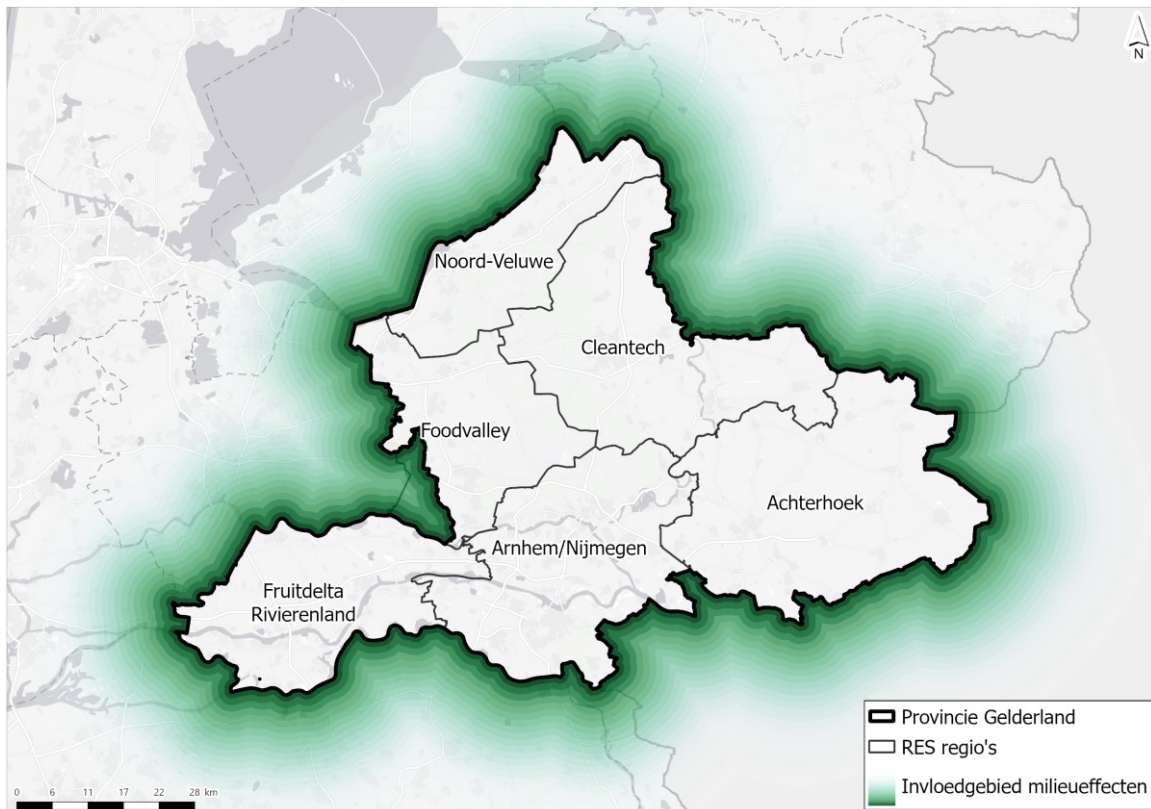 N
Noord-Veluwe
Cleantech
Foodvalley
Achterhoek
Arnhem/Nijmegen
Fruitdelta
Rivierenland
Provincie Gelderland
RES regio's
Invloedgebied milieueffecten
0 6 11 17 22 28 km